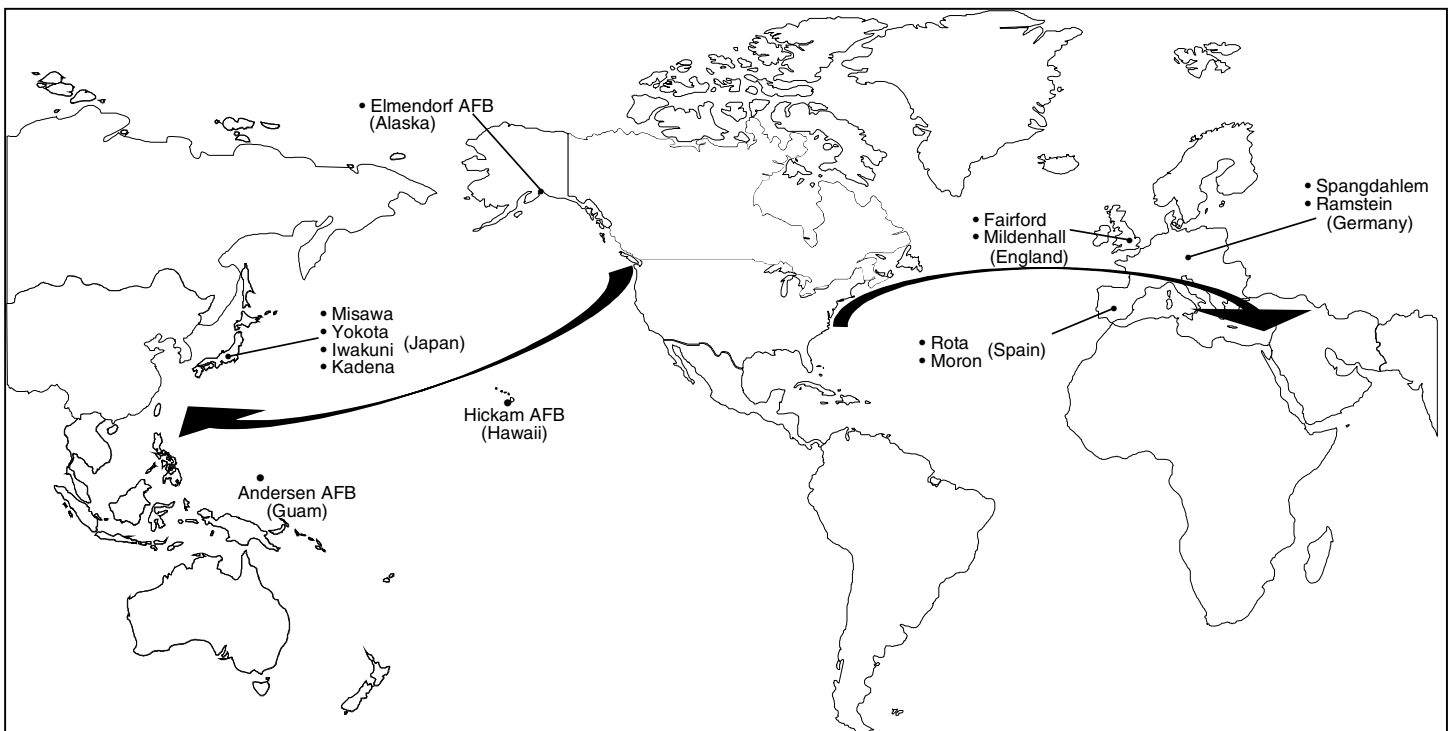 • Elmendorf AFB
(Alaska)
• Misawa
• Yokota
• Iwakuni (Japan)
• Kadena
Hickam AFB
(Hawaii)
Andersen AFB
(Guam)
• Fairford
• Mildenhall
(England)
• Spangdahlem
• Ramstein
(Germany)
• Rota (Spain)
• Moron